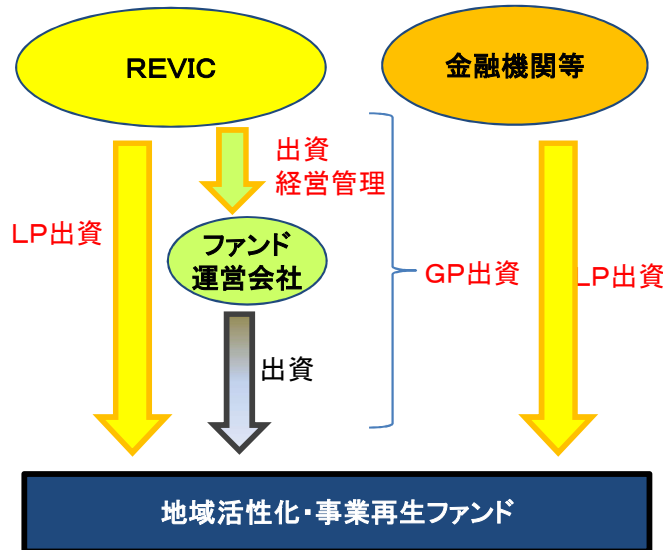 REVIC
金融機関等
出資
経営管理
LP出資
ファンド
運営会社
GP出資
LP出資
出資
地域活性化・事業再生ファンド